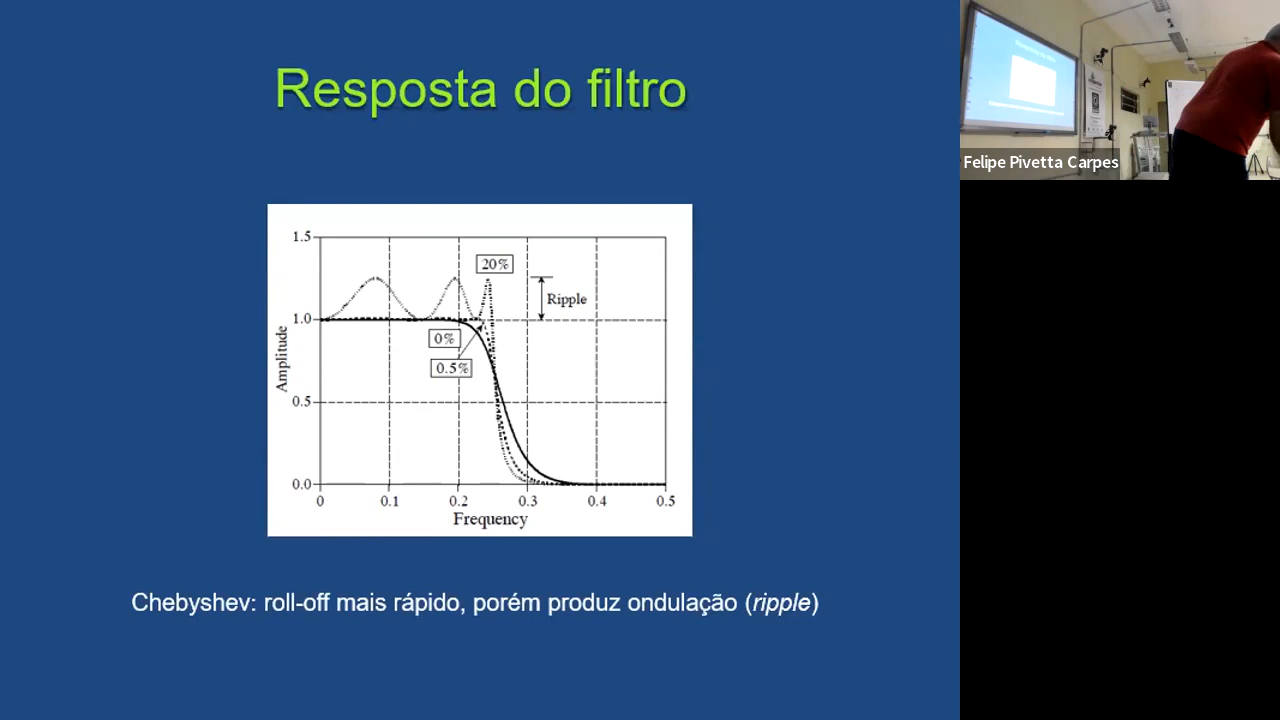 Resposta do filtro
1.5
20%
Ripple
1.0
0%
0.5%
Amplitude
0.5
0.0
0 0.1 0.2 0.3 0.4 0.5
Frequency
Chebyshev: roll-off mais rápido, porém produz ondulação (ripple)
Felipe Pivetta Carpes